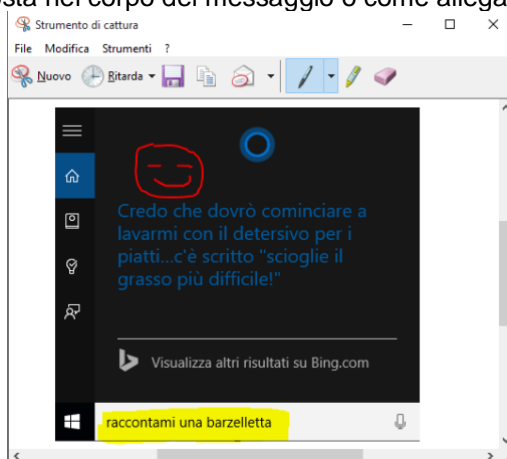 osta nel corpo del messaggio o come allega
Strumento di cattura
File Modifica Strumenti ?
Nuovo Ritarda
Credo che dovrò cominciare a
lavarmi con il detersivo per i
piatti...c'è scritto "scioglie il
grasso più difficile!"
Visualizza altri risultati su Bing.com
raccontami una barzelletta